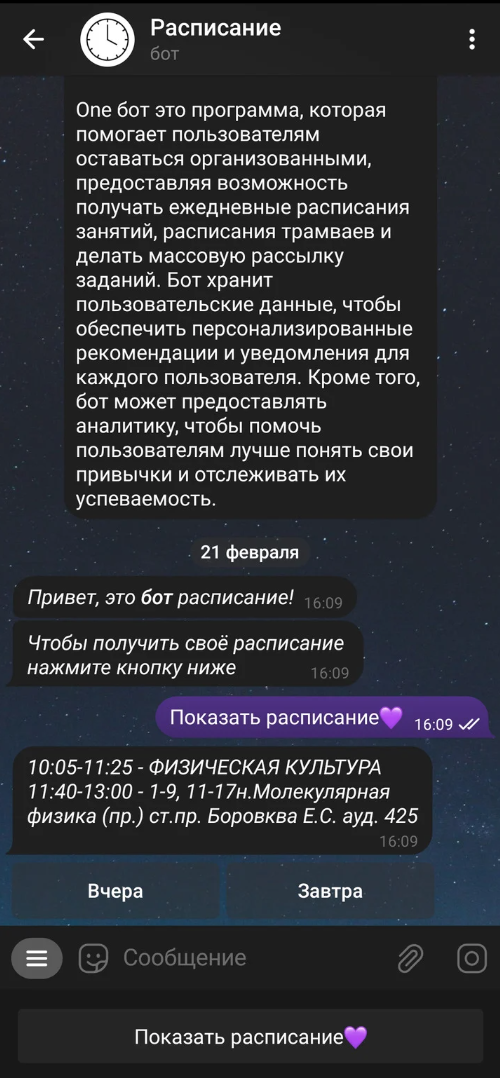 Расписание
бот
One бот это программа, которая
помогает пользователям
оставаться организованными,
предоставляя возможность
получать ежедневные расписания
занятий, расписания трамваев и
делать массовую рассылку
заданий. Бот хранит
пользовательские данные, чтобы
обеспечить персонализированные
рекомендации и уведомления для
каждого пользователя. Кроме того,
бот может предоставлять
аналитику, чтобы помочь
пользователям лучше понять свои
привычки и отслеживать их
успеваемость.
21 февраля
Привет, это бот расписание! 16:09
Чтобы получить своё расписание
нажмите кнопку ниже 16:09
Показать расписание💜 16:09
10:05-11:25 - ФИЗИЧЕСКАЯ КУЛЬТУРА
11:40-13:00 - 1-9, 11-17н.Молекулярная
физика (пр.) ст.пр. Боровква Е.С. ауд. 425
16:09
Вчера Завтра
Сообщение
Показать расписание💜